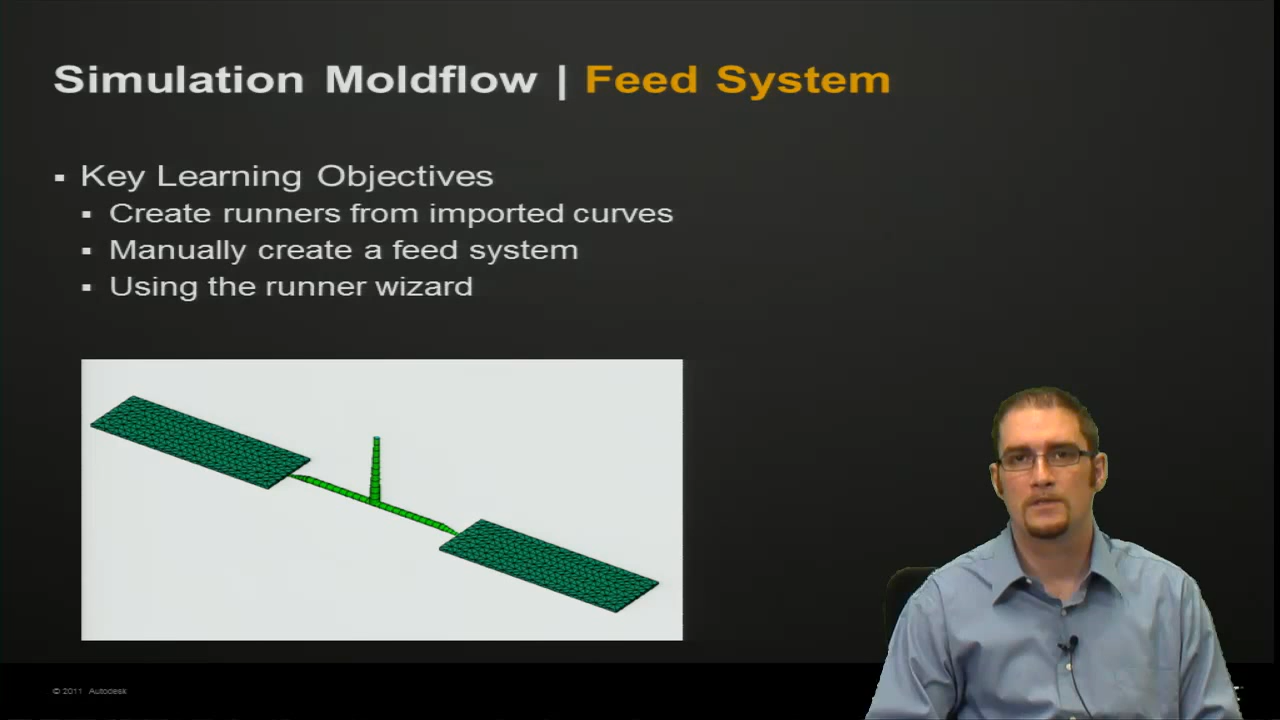 Simulation Moldflow | Feed System
▪ Key Learning Objectives
▪ Create runners from imported curves
▪ Manually create a feed system
▪ Using the runner wizard
© 2011 Autodesk